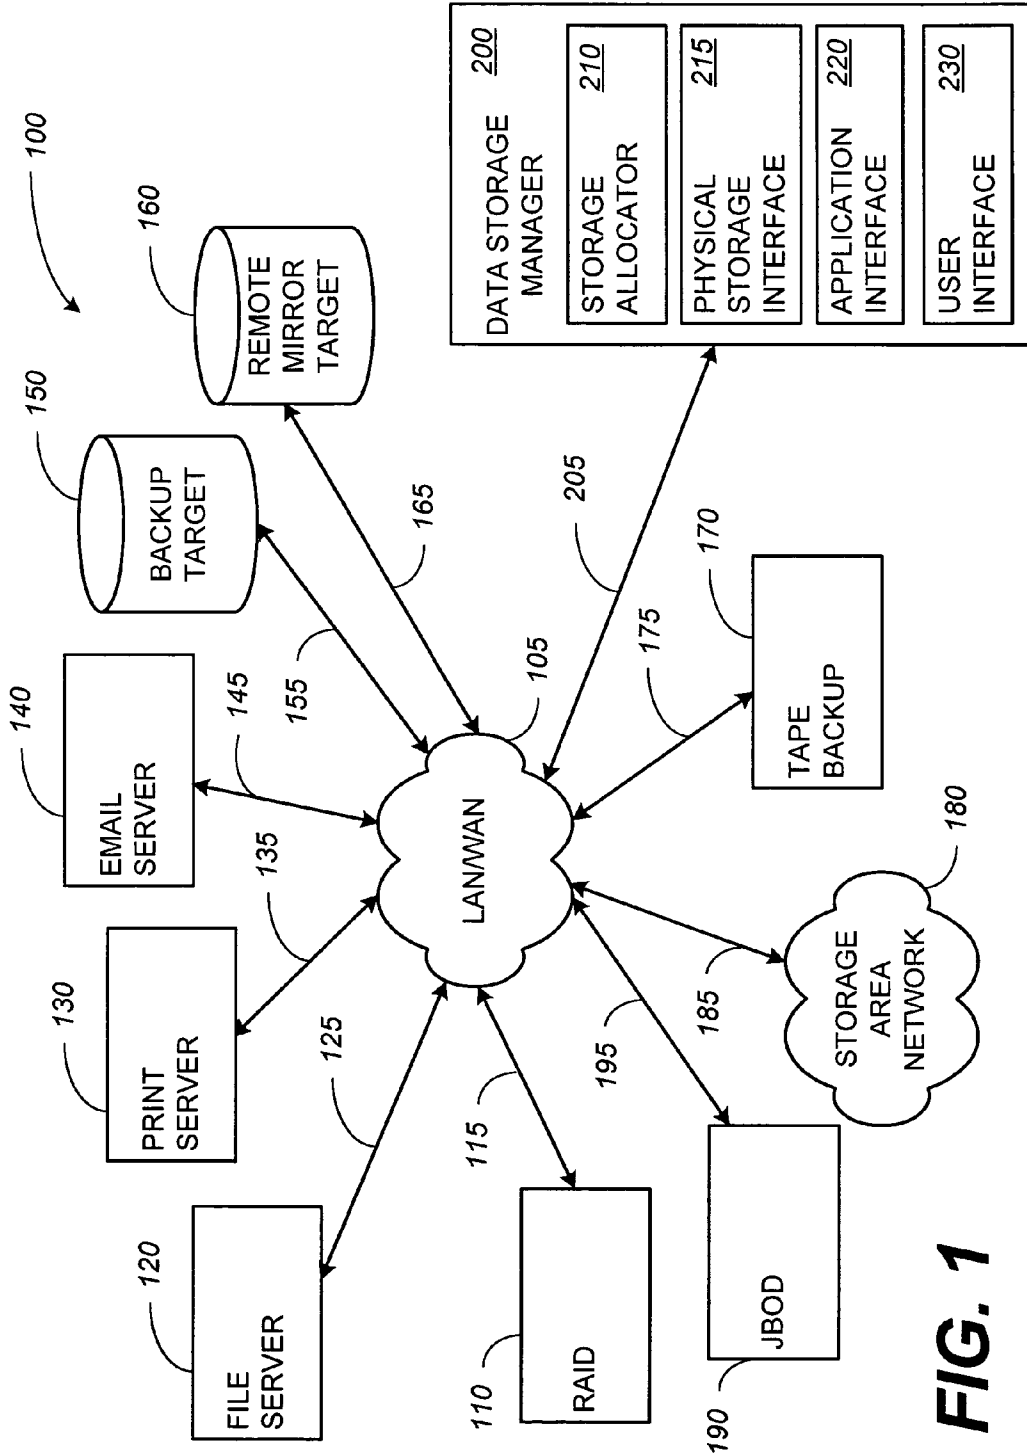 100
160
REMOTE
MIRROR
TARGET
150
BACKUP
TARGET
140
EMAIL
SERVER
145
130
PRINT
SERVER
135
120
FILE
SERVER
125
155
165
105
LAN/WAN
115
110
RAID
195
190
JBOD
185
180
STORAGE
AREA
NETWORK
175
170
TAPE
BACKUP
205
DATA STORAGE 200
MANAGER
STORAGE 210
ALLOCATOR
PHYSICAL 215
STORAGE
INTERFACE
APPLICATION 220
INTERFACE
USER 230
INTERFACE
FIG. 1